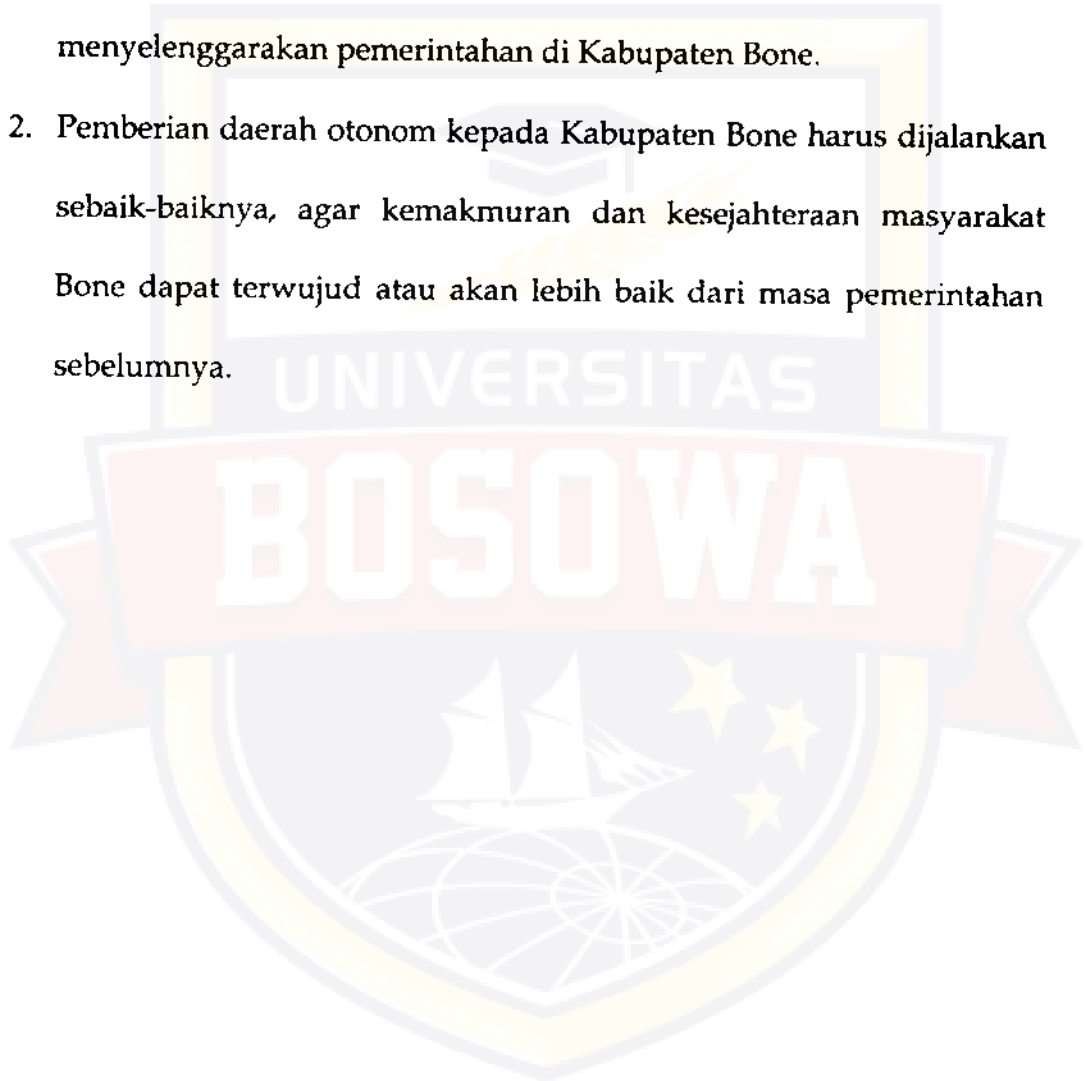 menyelenggarakan pemerintahan di Kabupaten Bone.
2. Pemberian daerah otonom kepada Kabupaten Bone harus dijalankan
sebaik-baiknya, agar kemakmuran dan kesejahteraan masyarakat
Bone dapat terwujud atau akan lebih baik dari masa pemerintahan
sebelumnya.
UNIVERSITAS
BOSOWA